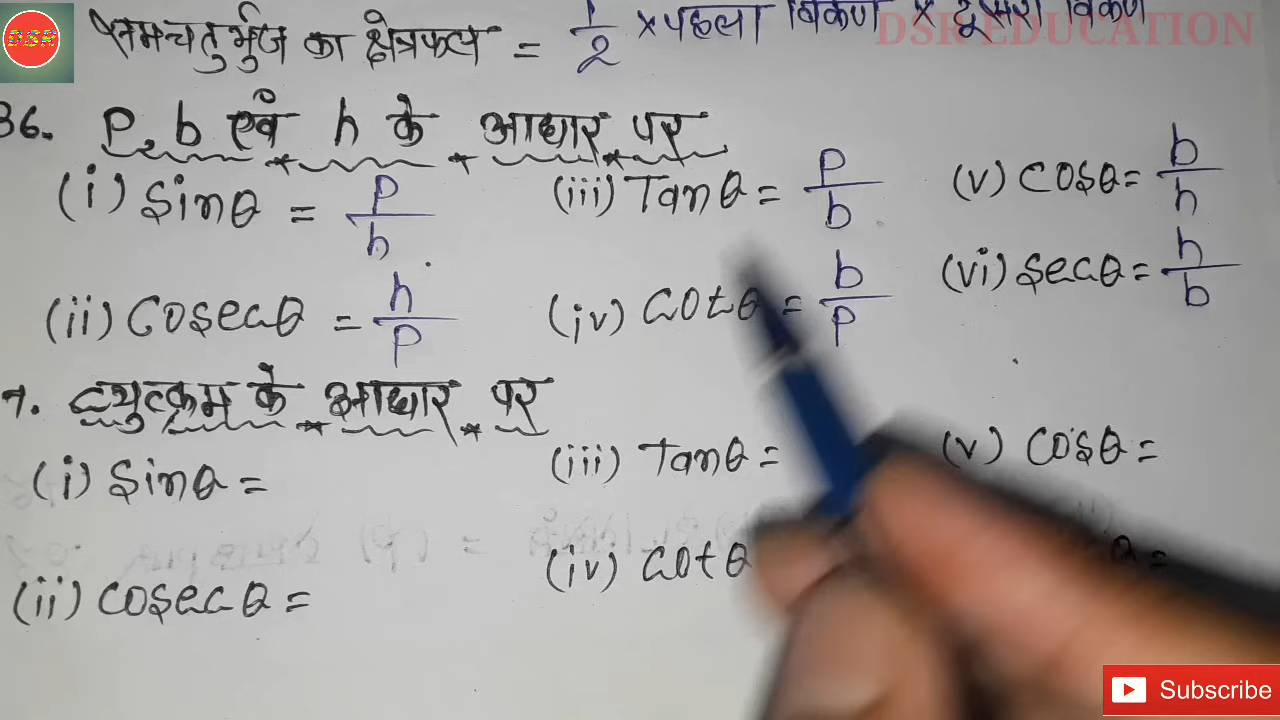 DSR
DSR EDUCATION
समचतुर्भुज का क्षेत्रफल = 1/2 × पहला विकर्ण × दूसरा विकर्ण
36. P, b एवं h के आधार पर
(i) Sinθ = P/h
(iii) Tanθ = P/b
(v) Cosθ = b/h
(ii) Cosecθ = h/P
(iv) Cotθ = b/P
(vi) Secθ = h/b
7. व्युत्क्रम के आधार पर
(i) Sinθ =
(iii) Tanθ =
(v) Cosθ =
(ii) Cosecθ =
(iv) Cotθ
θ =
Subscribe